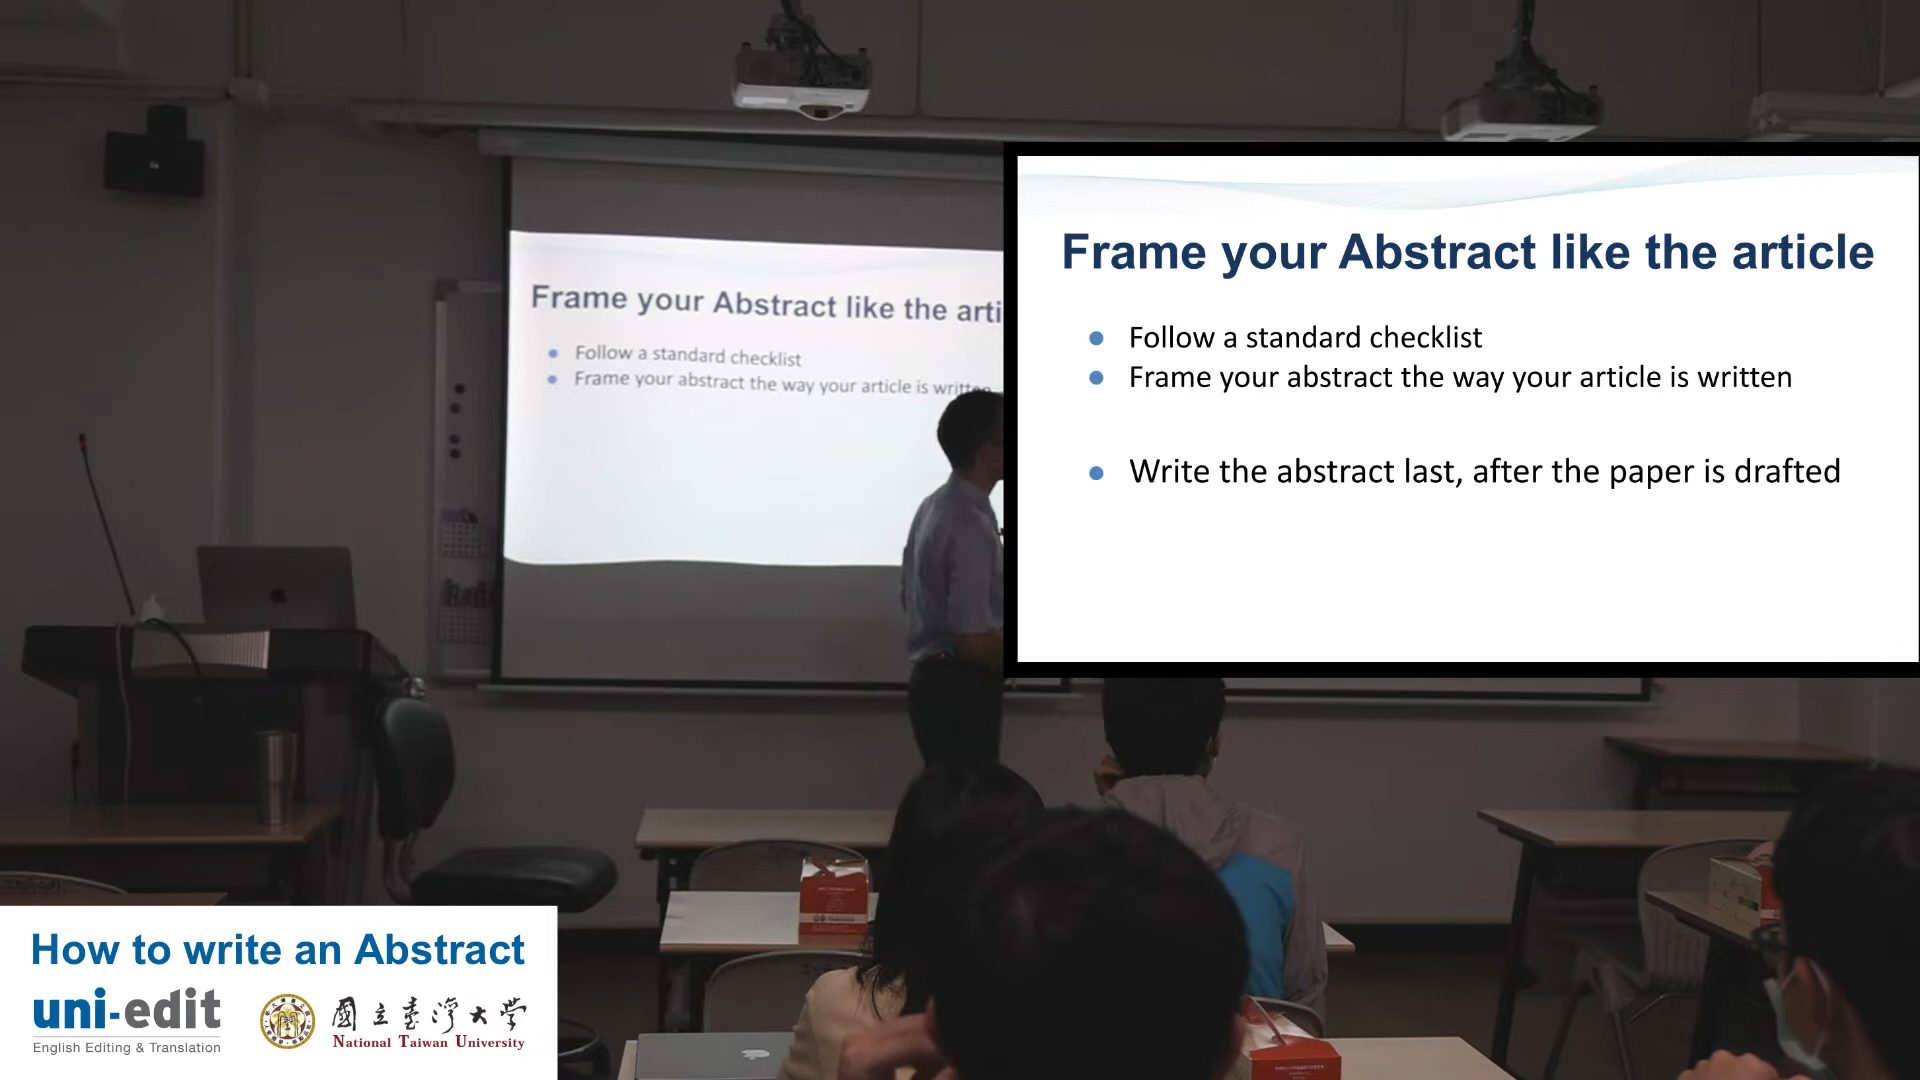 Frame your Abstract like the arti
Follow a standard checklist
Frame your abstract the way your article is written
Frame your Abstract like the article
Follow a standard checklist
Frame your abstract the way your article is written
Write the abstract last, after the paper is drafted
How to write an Abstract
uni-edit
English Editing & Translation
國立臺灣大學
National Taiwan University